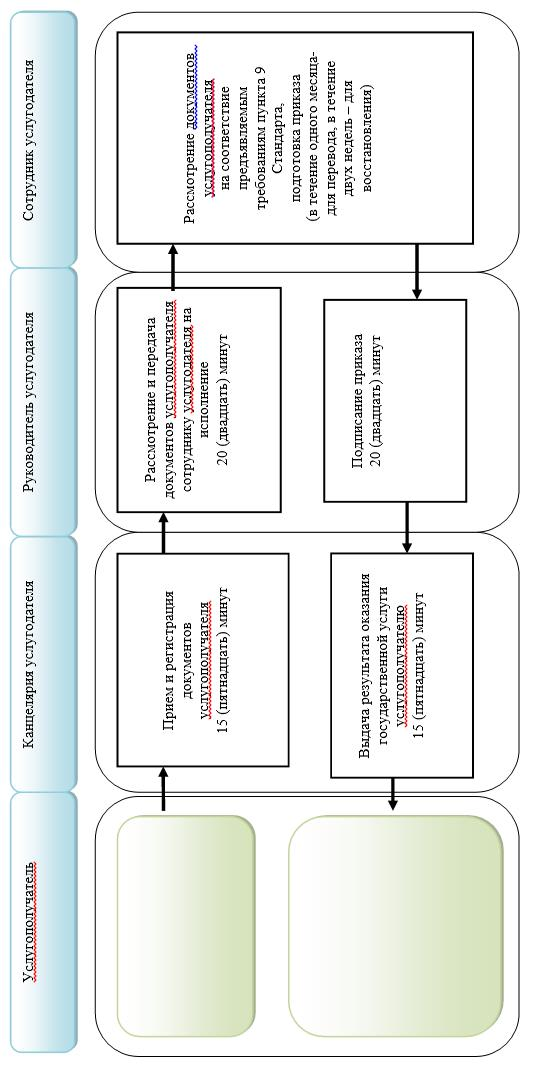 Услугополучатель
Канцелярия услугодателя
Руководитель услугодателя
Сотрудник услугодателя
Прием и регистрация
документов
услугополучателя
15 (пятнадцать) минут
Рассмотрение и передача
документов услугополучателя
сотруднику услугодателя на
исполнение
20 (двадцать) минут
Рассмотрение документов
услугополучателя
на соответствие
предъявляемым
требованиям пункта 9
Стандарта,
подготовка приказа
(в течение одного месяца-
для перевода, в течение
двух недель – для
восстановления)
Подписание приказа
20 (двадцать) минут
Выдача результата оказания
государственной услуги
услугополучателю
15 (пятнадцать) минут